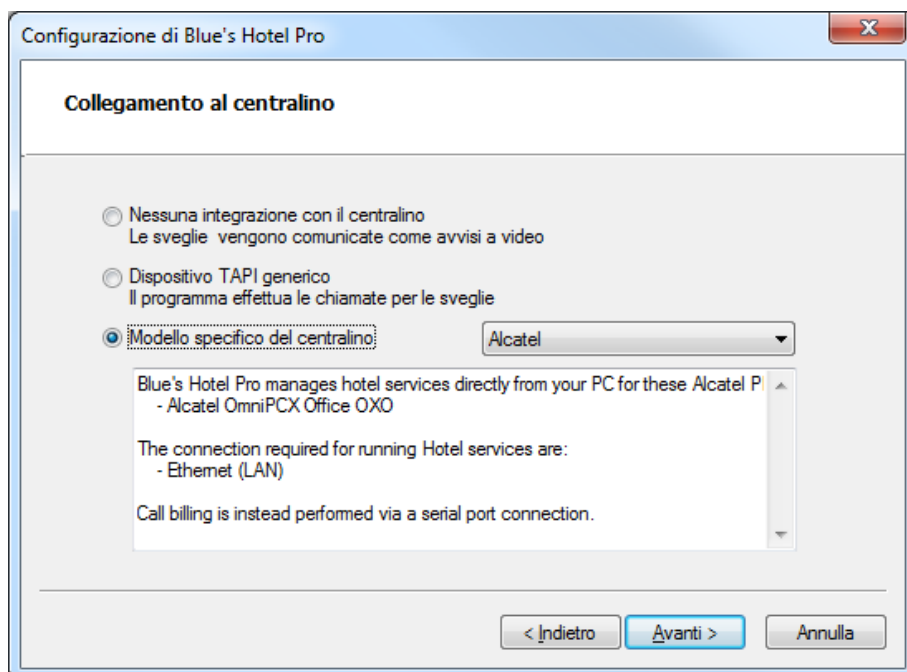 Configurazione di Blue's Hotel Pro
Collegamento al centralino
Nessuna integrazione con il centralino
Le sveglie vengono comunicate come avvisi a video
Dispositivo TAPI generico
Il programma effettua le chiamate per le sveglie
Modello specifico del centralino
Alcatel
Blue's Hotel Pro manages hotel services directly from your PC for these Alcatel
- Alcatel OmniPCX Office OXO
The connection required for running Hotel services are:
- Ethernet (LAN)
Call billing is instead performed via a serial port connection.
< Indietro
Avanti >
Annulla